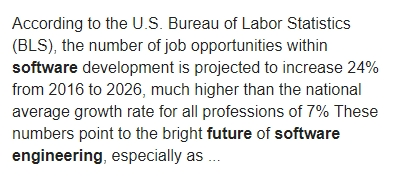 According to the U.S. Bureau of Labor Statistics
(BLS), the number of job opportunities within
software development is projected to increase 24%
from 2016 to 2026, much higher than the national
average growth rate for all professions of 7% These
numbers point to the bright future of software
engineering, especially as ...